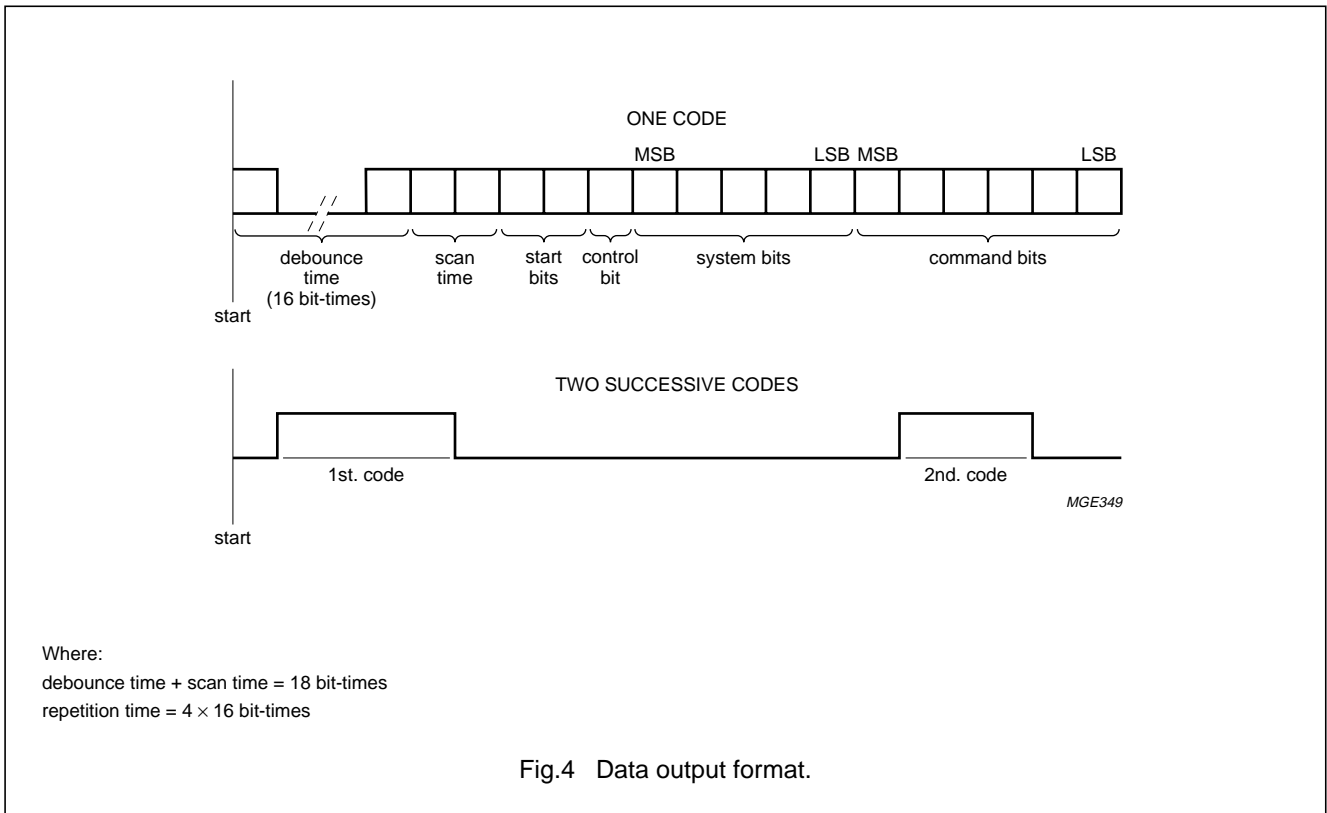 ONE CODE
MSB LSB MSB LSB
debounce time (16 bit-times)
scan time
start bits
control bit
system bits
command bits
start
TWO SUCCESSIVE CODES
1st. code
2nd. code
MGE349
start
Where:
debounce time + scan time = 18 bit-times
repetition time = 4 × 16 bit-times
Fig.4 Data output format.